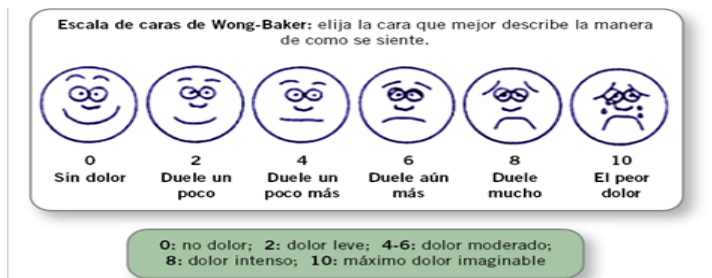 Escala de caras de Wong-Baker: elija la cara que mejor describe la manera
de como se siente.
0 2 4 6 8 10
Sin dolor Duele un Duele un Duele aún Duele El peor
poco poco más más mucho dolor
0: no dolor; 2: dolor leve; 4-6: dolor moderado;
8: dolor intenso; 10: máximo dolor imaginable